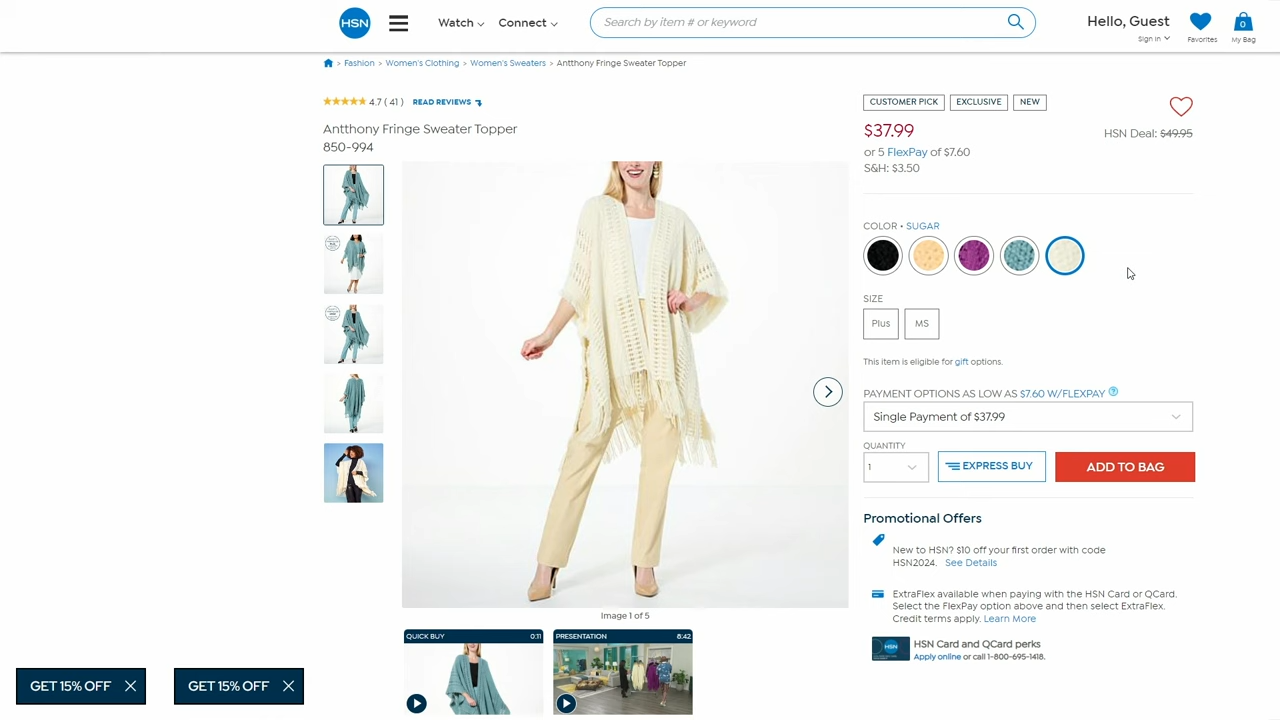 HSN
Watch
Connect
Search by item # or keyword
Hello, Guest
Sign in
Favorites
0
My Bag
> Fashion > Women's Clothing > Women's Sweaters > Antthony Fringe Sweater Topper
4.7 ( 41 ) READ REVIEWS
Antthony Fringe Sweater Topper
850-994
CUSTOMER PICK
EXCLUSIVE
NEW
$37.99
HSN Deal: $49.95
or 5 FlexPay of $7.60
S&H: $3.50
COLOR • SUGAR
SIZE
Plus
MS
This item is eligible for gift options.
PAYMENT OPTIONS AS LOW AS $7.60 W/FLEXPAY ?
Single Payment of $37.99
QUANTITY
1
EXPRESS BUY
ADD TO BAG
Promotional Offers
New to HSN? $10 off your first order with code
HSN2024. See Details
ExtraFlex available when paying with the HSN Card or QCard.
Select the FlexPay option above and then select ExtraFlex.
Credit terms apply. Learn More
HSN
HSN Card and QCard perks
Apply online or call 1-800-695-1418.
Image 1 of 5
QUICK BUY 0:11
PRESENTATION 8:42
GET 15% OFF
GET 15% OFF